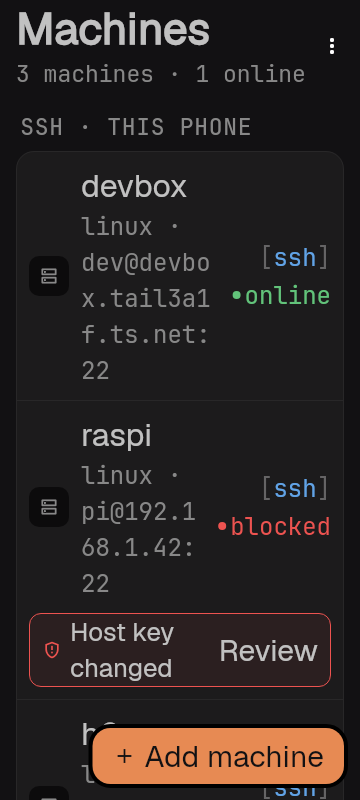 Machines
3 machines · 1 online
SSH · THIS PHONE
devbox
linux ·
dev@devbo
x.tail3a1
f.ts.net:
22
[ssh]
•online
raspi
linux ·
pi@192.1
68.1.42:
22
[ssh]
•blocked
Host key
changed
Review
+ Add machine
[ssh]